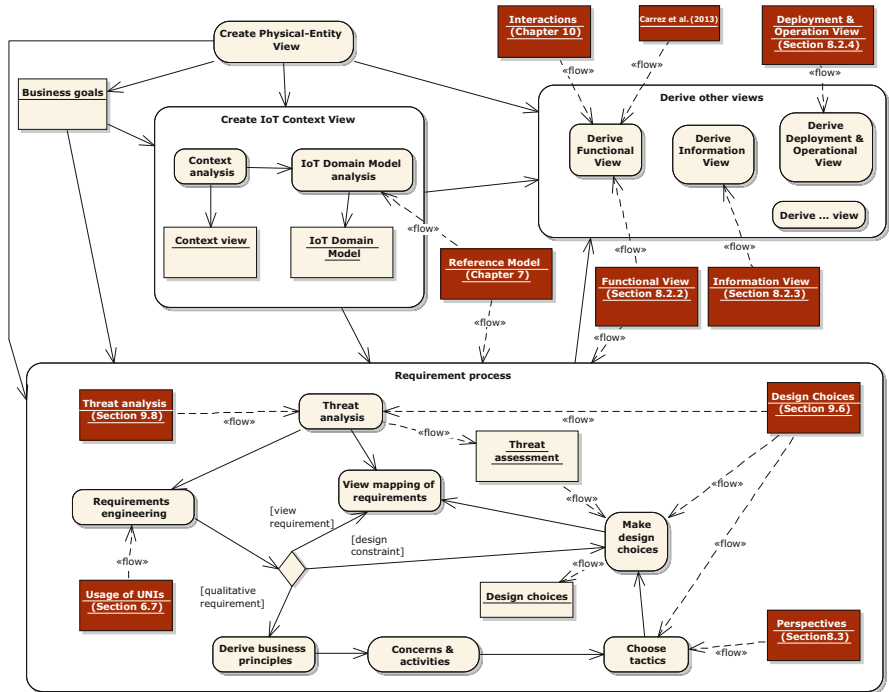 Create Physical-Entity
View
Interactions
(Chapter 10)
Carrez et al. (2013)
Deployment &
Operation View
(Section 8.2.4)
«flow»
«flow»
«flow»
Business goals
Create IoT Context View
Context
analysis
IoT Domain Model
analysis
Context view
IoT Domain
Model
«flow»
Derive other views
Derive
Functional
View
Derive
Information
View
Derive
Deployment &
Operational
View
Derive ... view
«flow»
«flow»
Reference Model
(Chapter 7)
Functional View
(Section 8.2.2)
Information View
(Section 8.2.3)
«flow»
«flow»
Requirement process
Threat analysis
(Section 9.8)
«flow»
Threat
analysis
«flow»
«flow»
Design Choices
(Section 9.6)
Threat
assessment
View mapping of
requirements
«flow»
«flow»
Requirements
engineering
[view
requirement]
[design
constraint]
Make
design
choices
«flow»
«flow»
«flow»
Usage of UNIs
(Section 6.7)
[qualitative
requirement]
Design choices
Derive business
principles
Concerns &
activities
Choose
tactics
«flow»
Perspectives
(Section8.3)